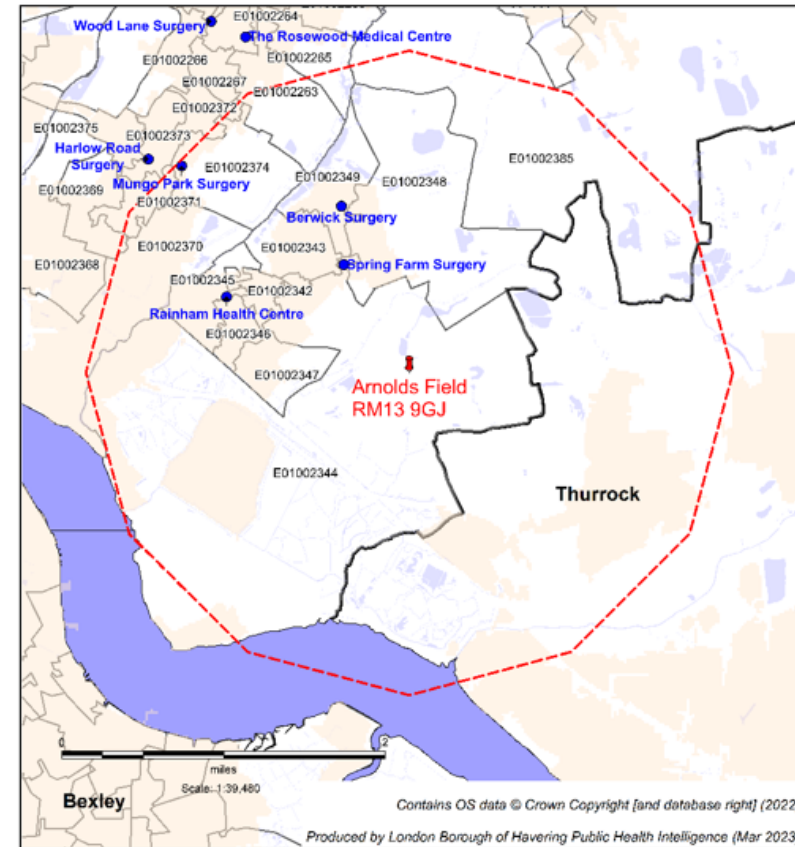 E01002264
Wood Lane Surgery
The Rosewood Medical Centre
E01002266
E01002265
E01002267
E01002263
E01002372
E01002375
E01002373
Harlow Road
Surgery
E01002374
E01002385
Mungo Park Surgery
E01002349
E01002348
E01002369
E01002371
Berwick Surgery
E01002370
E01002343
E01002368
Spring Farm Surgery
E01002345
E01002342
Rainham Health Centre
E01002346
E01002347
Arnolds Field
RM13 9GJ
E01002344
Thurrock
0
2
miles
Scale: 1:39,480
Bexley
Contains OS data © Crown Copyright [and database right] (2022
Produced by London Borough of Havering Public Health Intelligence (Mar 2023